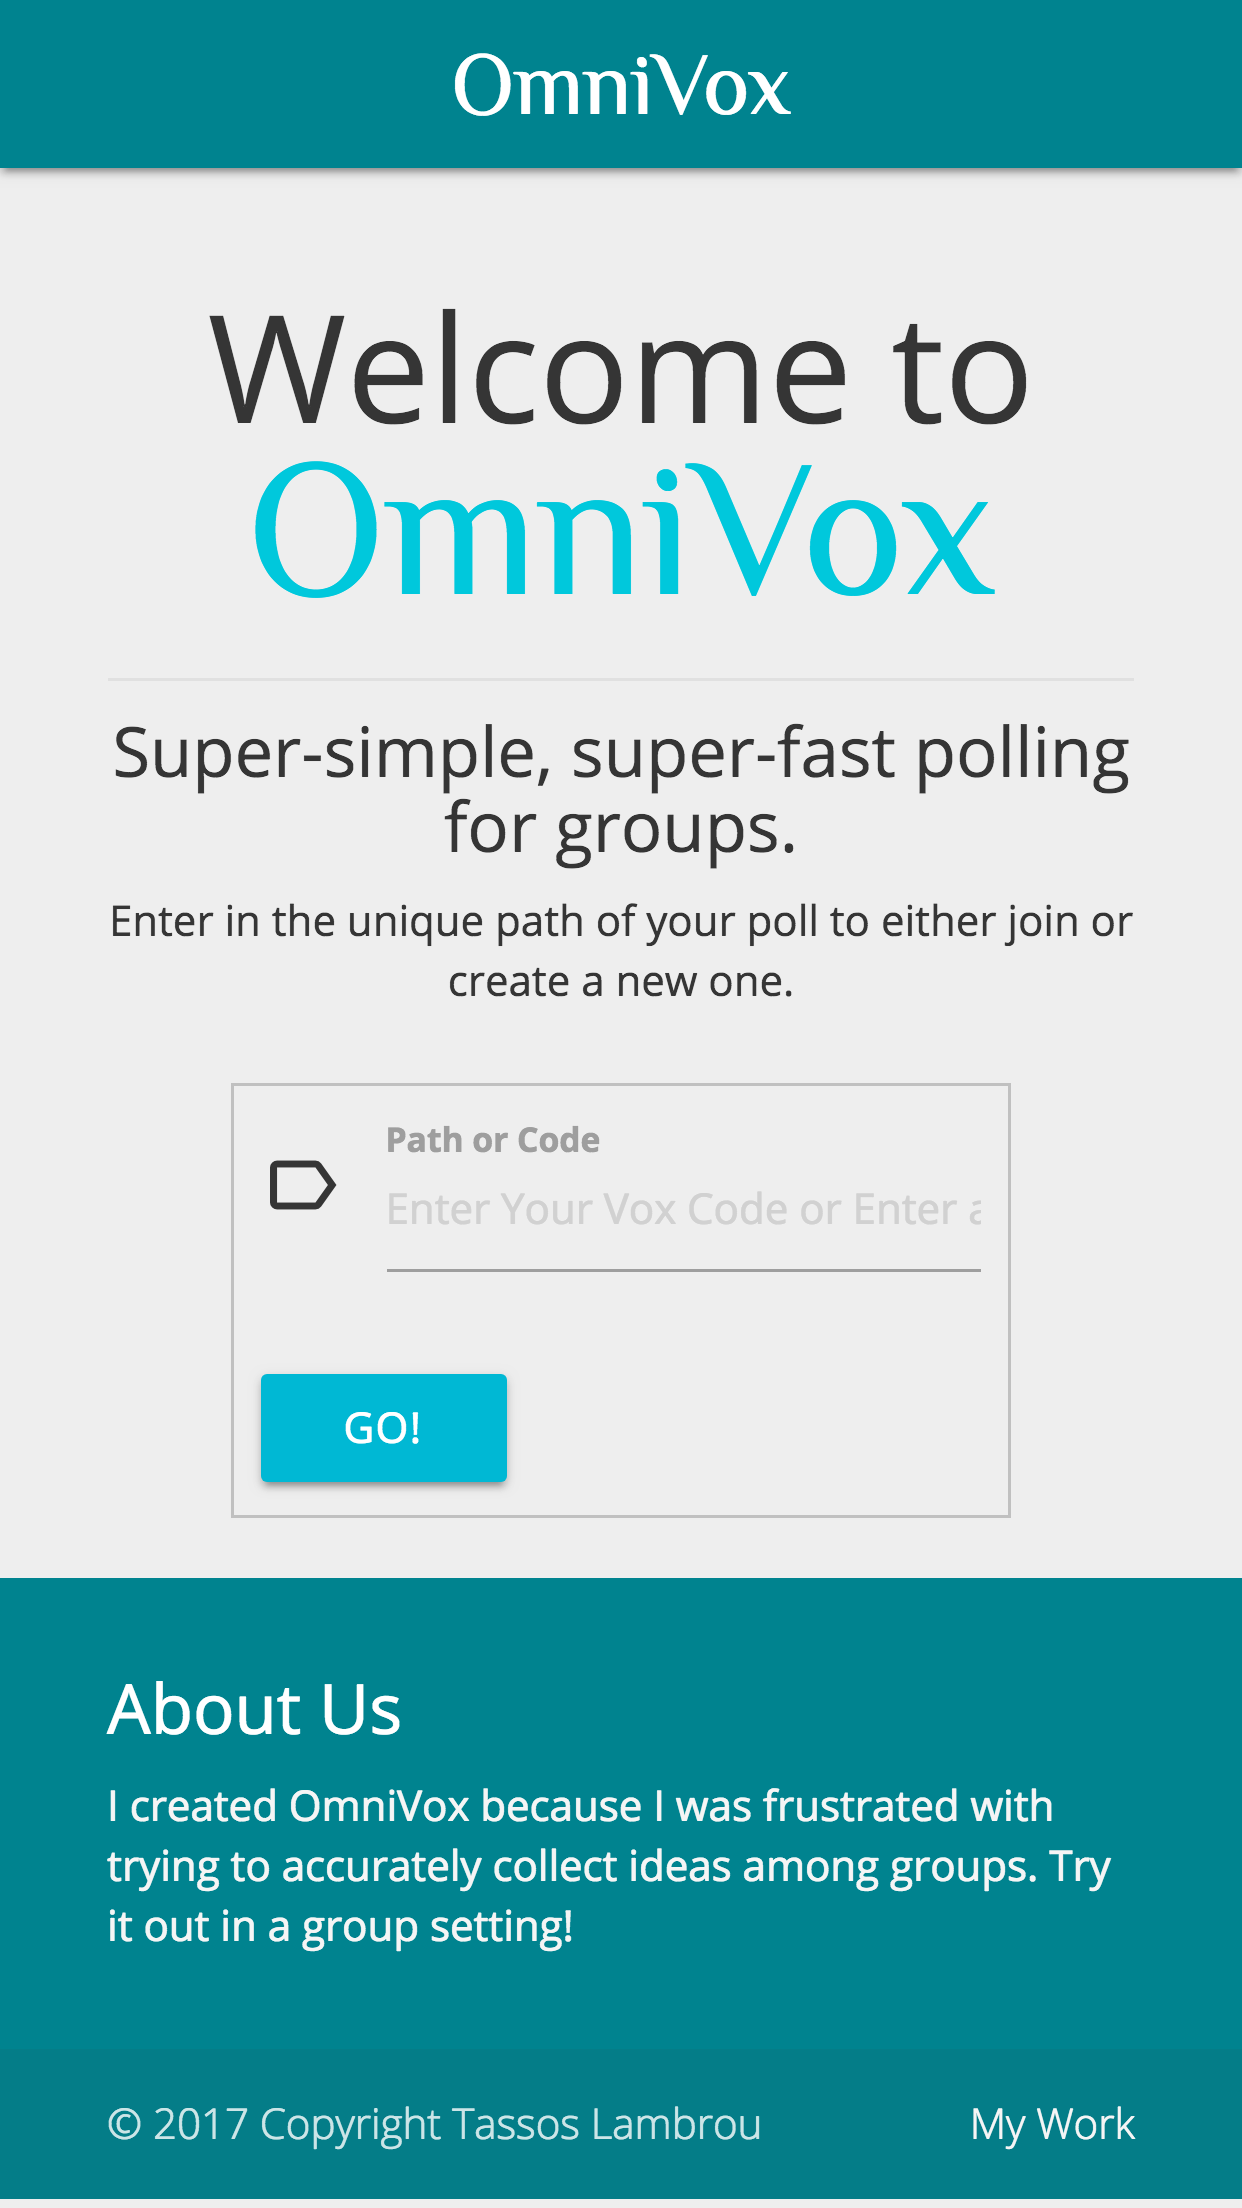 OmniVox
Welcome to
OmniVox
Super-simple, super-fast polling
for groups.
Enter in the unique path of your poll to either join or
create a new one.
Path or Code
Enter Your Vox Code or Enter a
GO!
About Us
I created OmniVox because I was frustrated with
trying to accurately collect ideas among groups. Try
it out in a group setting!
© 2017 Copyright Tassos Lambrou
My Work